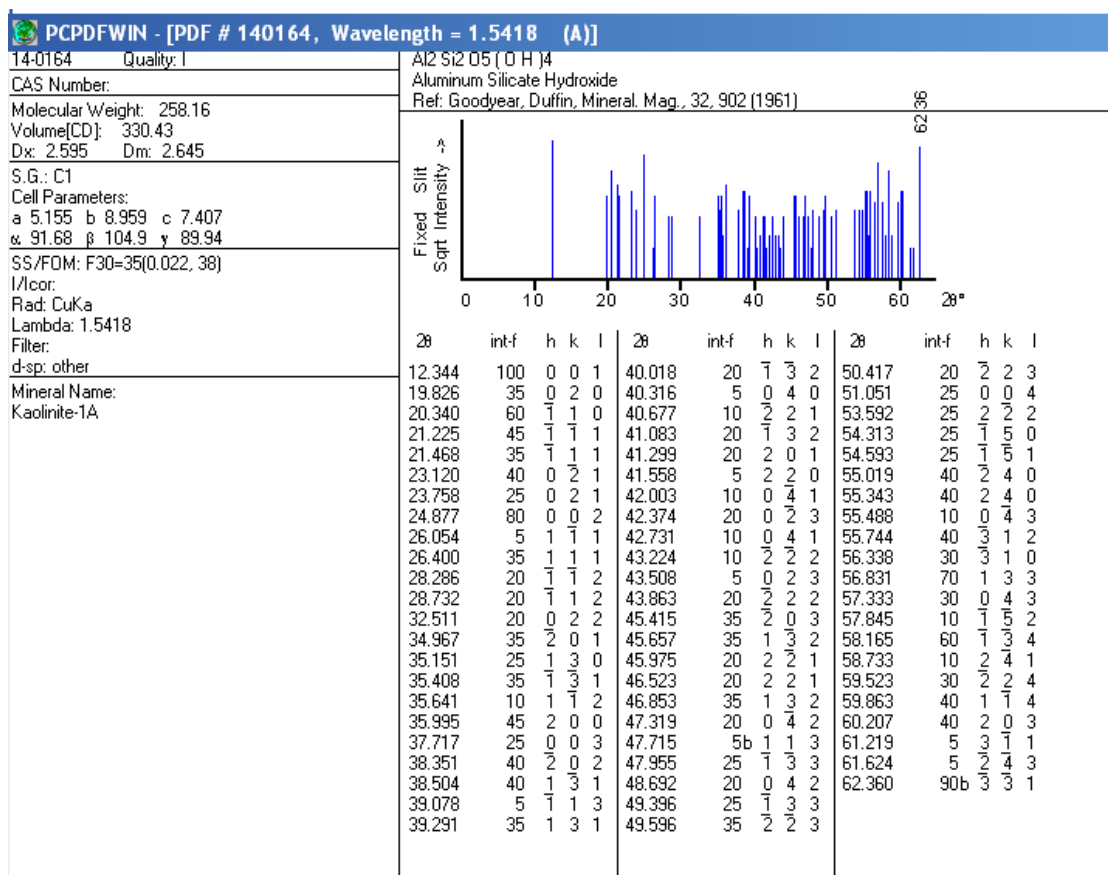 PCPDFWIN - [PDF # 140164, Wavelength = 1.5418 (A)]
14-0164 Quality: I
CAS Number:
Molecular Weight: 258.16
Volume[CD]: 330.43
Dx: 2.595 Dm: 2.645
S.G.: C1
Cell Parameters:
a 5.155 b 8.959 c 7.407
α 91.68 β 104.9 γ 89.94
SS/FOM: F30=35(0.022, 38)
I/Icor:
Rad: CuKa
Lambda: 1.5418
Filter:
d-sp: other
Mineral Name:
Kaolinite-1A
Al2 Si2 O5 ( O H )4
Aluminum Silicate Hydroxide
Ref: Goodyear, Duffin, Mineral. Mag., 32, 902 (1961)
62.36
Fixed Slit
Sqrt Intensity ->
0 10 20 30 40 50 60 2θ°
2θ int-f h k l
12.344 100 0 0 1
19.826 35 0 2 0
20.340 60 1 1 0
21.225 45 1 1 1
21.468 35 1 1 1
23.120 40 0 2 1
23.758 25 0 2 1
24.877 80 0 0 2
26.054 5 1 1 1
26.400 35 1 1 1
28.286 20 1 1 2
28.732 20 1 1 2
32.511 20 0 2 2
34.967 35 2 0 1
35.151 25 1 3 0
35.408 35 1 3 1
35.641 10 1 1 2
35.995 45 2 0 0
37.717 25 0 0 3
38.351 40 2 0 2
38.504 40 1 3 1
39.078 5 1 1 3
39.291 35 1 3 1
2θ int-f h k l
40.018 20 1 3 2
40.316 5 0 4 0
40.677 10 2 2 1
41.083 20 1 3 2
41.299 20 2 0 1
41.558 5 2 2 0
42.003 10 0 4 1
42.374 20 0 2 3
42.731 10 0 4 1
43.224 10 2 2 2
43.508 5 0 2 3
43.863 20 2 2 2
45.415 35 2 0 3
45.657 35 1 3 2
45.975 20 2 2 1
46.523 20 2 2 1
46.853 35 1 3 2
47.319 20 0 4 2
47.715 5b 1 1 3
47.955 25 1 3 3
48.692 20 0 4 2
49.396 25 1 3 3
49.596 35 2 2 3
2θ int-f h k l
50.417 20 2 2 3
51.051 25 0 0 4
53.592 25 2 2 2
54.313 25 1 5 0
54.593 25 1 5 1
55.019 40 2 4 0
55.343 40 2 4 0
55.488 10 0 4 3
55.744 40 3 1 2
56.338 30 3 1 0
56.831 70 1 3 3
57.333 30 0 4 3
57.845 10 1 5 2
58.165 60 1 3 4
58.733 10 2 4 1
59.523 30 2 2 4
59.863 40 1 1 4
60.207 40 2 0 3
61.219 5 3 1 1
61.624 5 2 4 3
62.360 90b 3 3 1